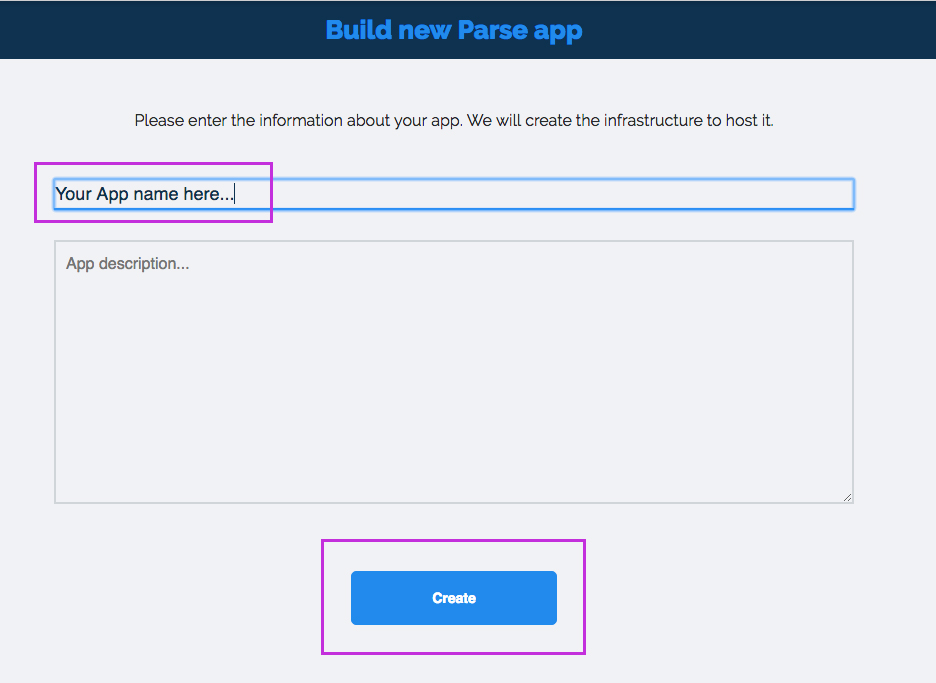 Build new Parse app
Please enter the information about your app. We will create the infrastructure to host it.
Your App name here...
App description...
Create